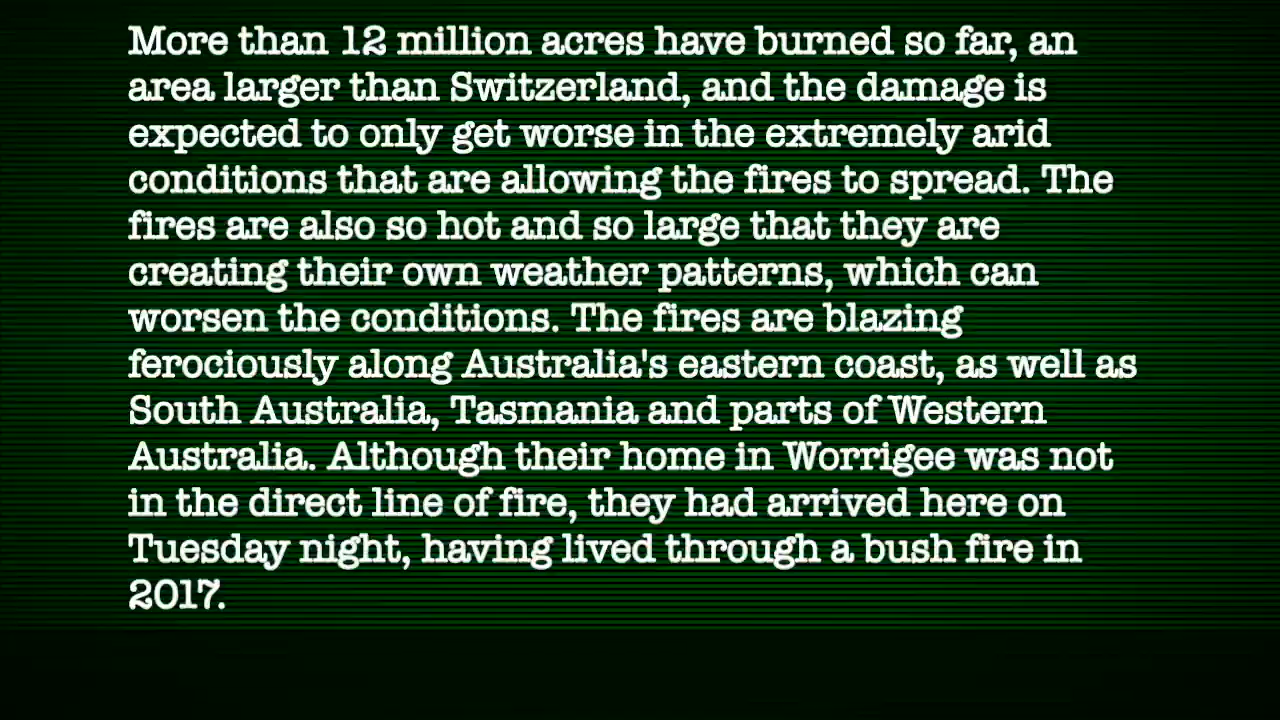 More than 12 million acres have burned so far, an
area larger than Switzerland, and the damage is
expected to only get worse in the extremely arid
conditions that are allowing the fires to spread. The
fires are also so hot and so large that they are
creating their own weather patterns, which can
worsen the conditions. The fires are blazing
ferociously along Australia's eastern coast, as well as
South Australia, Tasmania and parts of Western
Australia. Although their home in Worrigee was not
in the direct line of fire, they had arrived here on
Tuesday night, having lived through a bush fire in
2017.